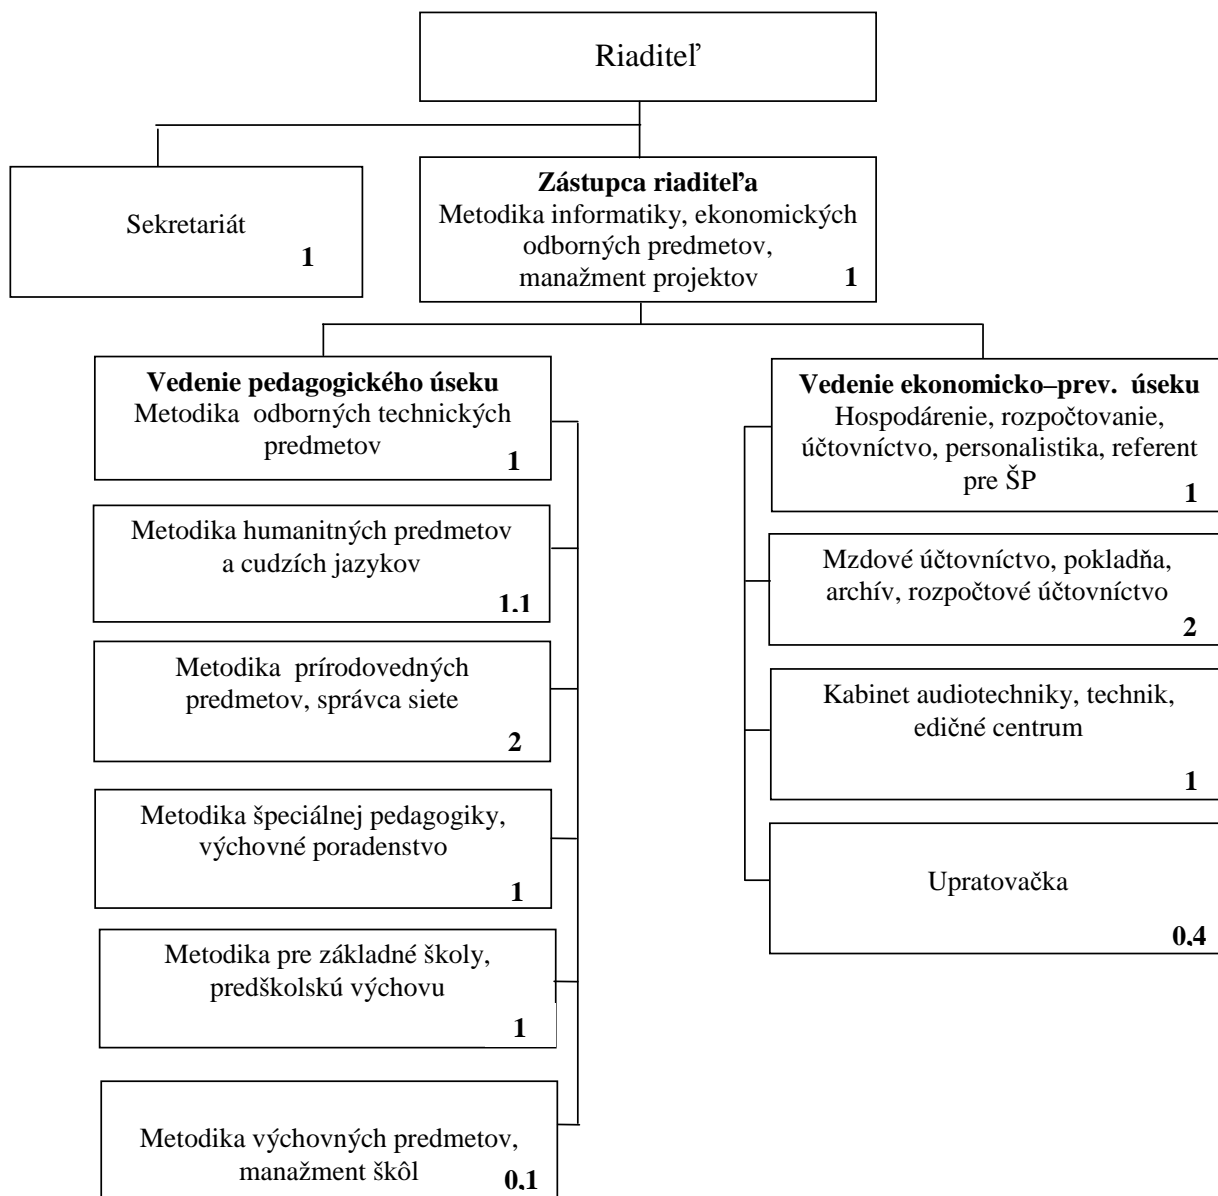 Riaditeľ
Sekretariát
1
Zástupca riaditeľa
Metodika informatiky, ekonomických
odborných predmetov,
manažment projektov
1
Vedenie pedagogického úseku
Metodika odborných technických
predmetov
1
Metodika humanitných predmetov
a cudzích jazykov
1,1
Metodika prírodovedných
predmetov, správca siete
2
Metodika špeciálnej pedagogiky,
výchovné poradenstvo
1
Metodika pre základné školy,
predškolskú výchovu
1
Metodika výchovných predmetov,
manažment škôl
0,1
Vedenie ekonomicko–prev. úseku
Hospodárenie, rozpočtovanie,
účtovníctvo, personalistika, referent
pre ŠP
1
Mzdové účtovníctvo, pokladňa,
archív, rozpočtové účtovníctvo
2
Kabinet audiotechniky, technik,
edičné centrum
1
Upratovačka
0,4